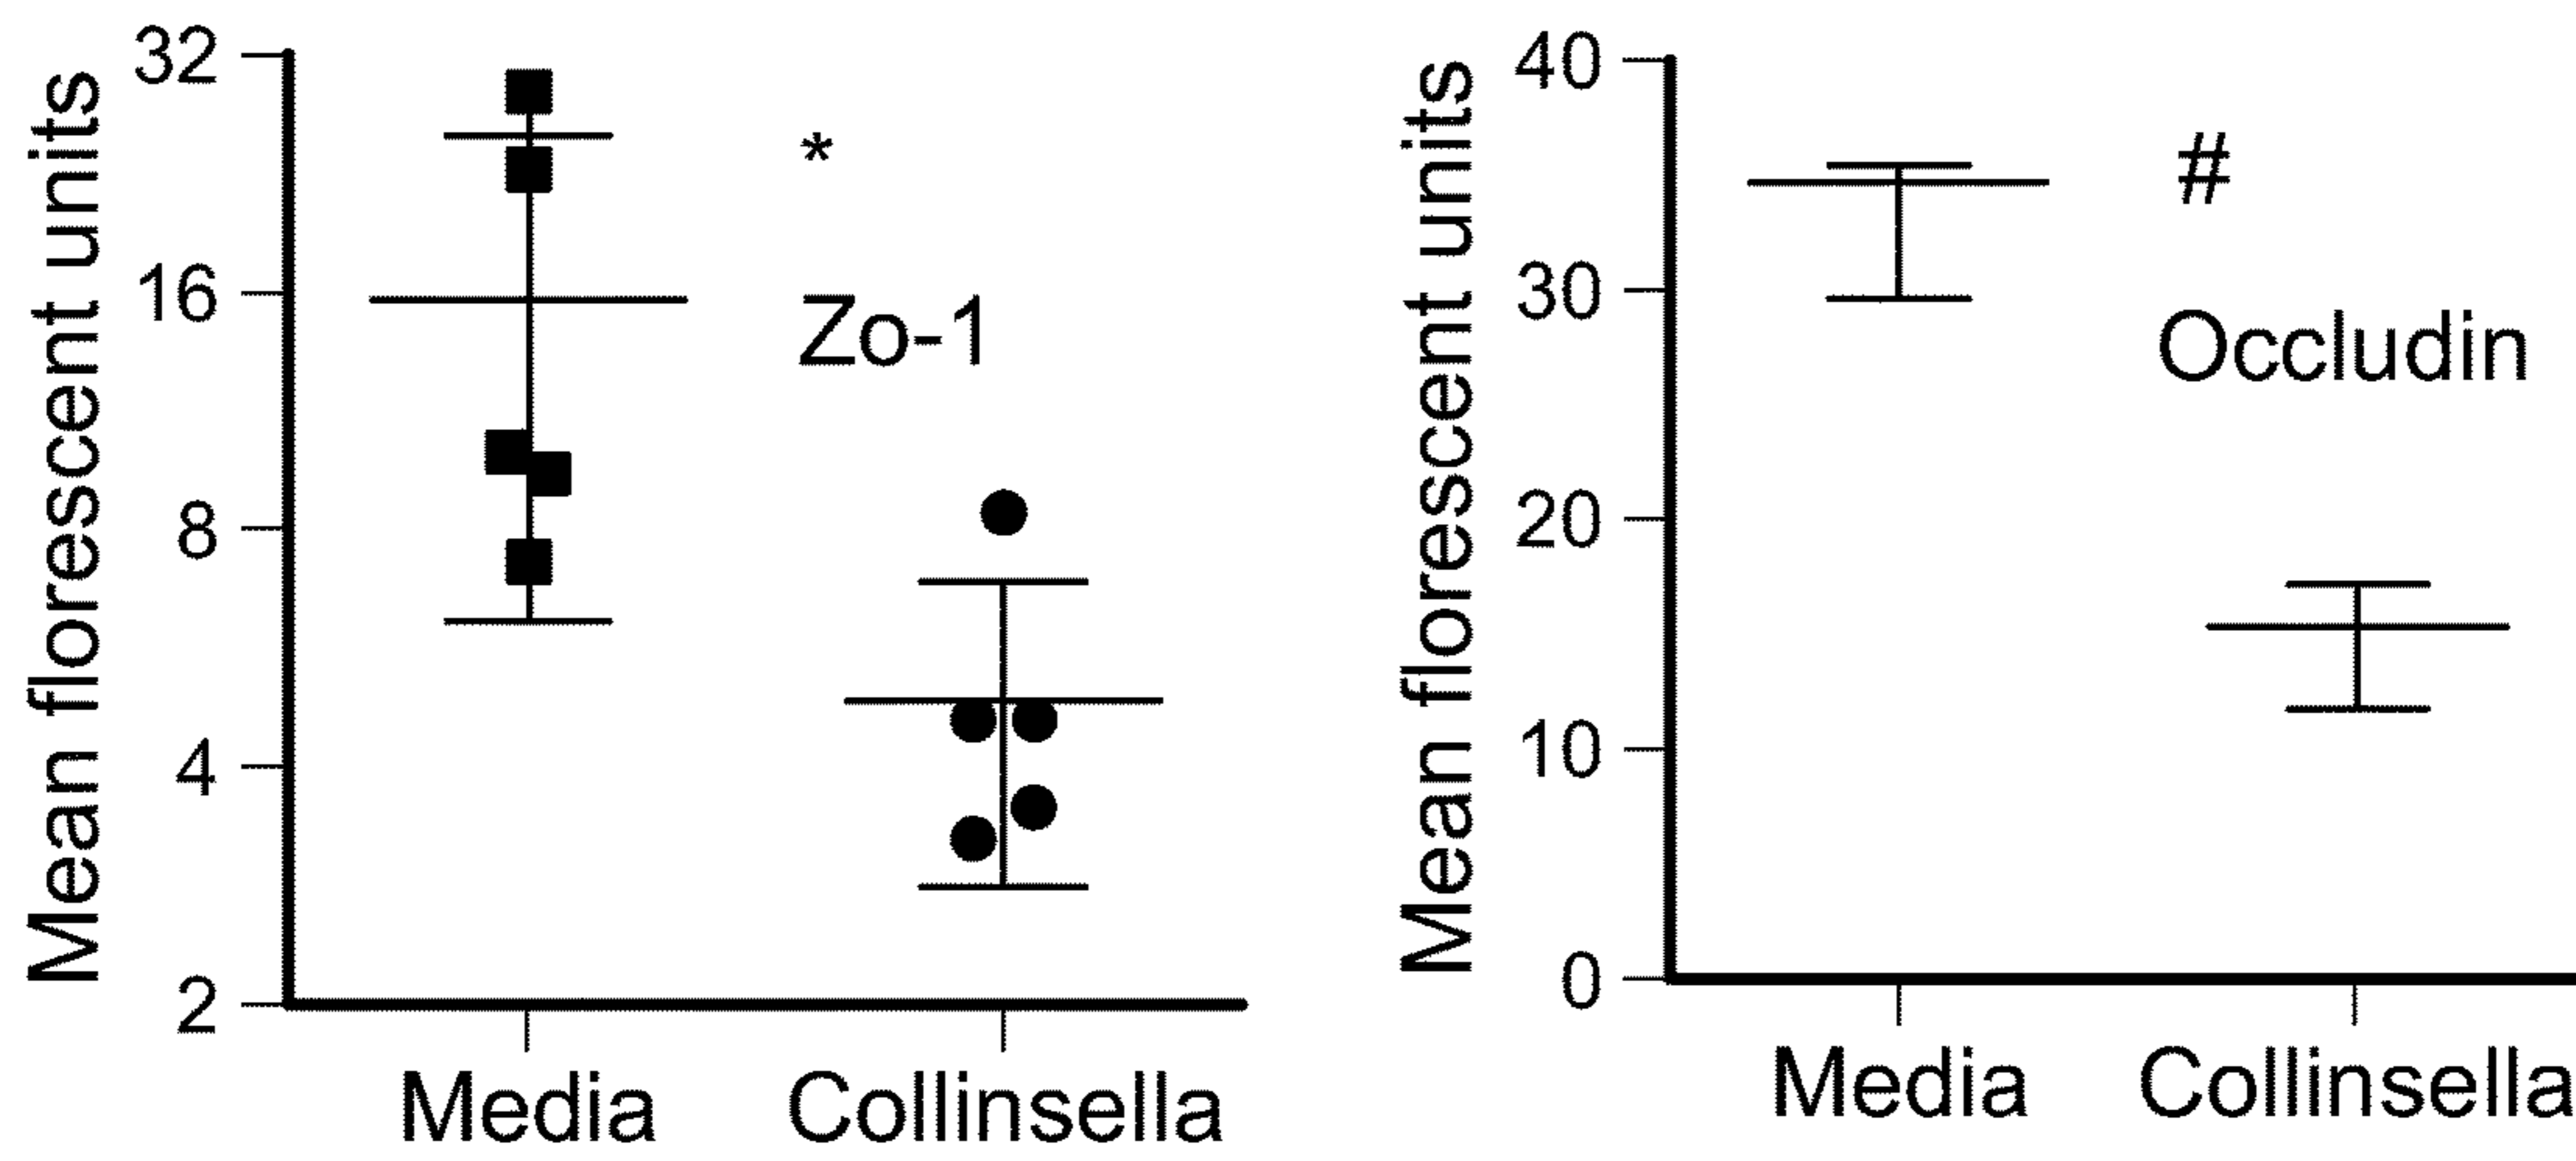 Mean florescent units
32
16
8
4
2
*
Zo-1
Media Collinsella
Mean florescent units
40
30
20
10
0
#
Occludin
Media Collinsella